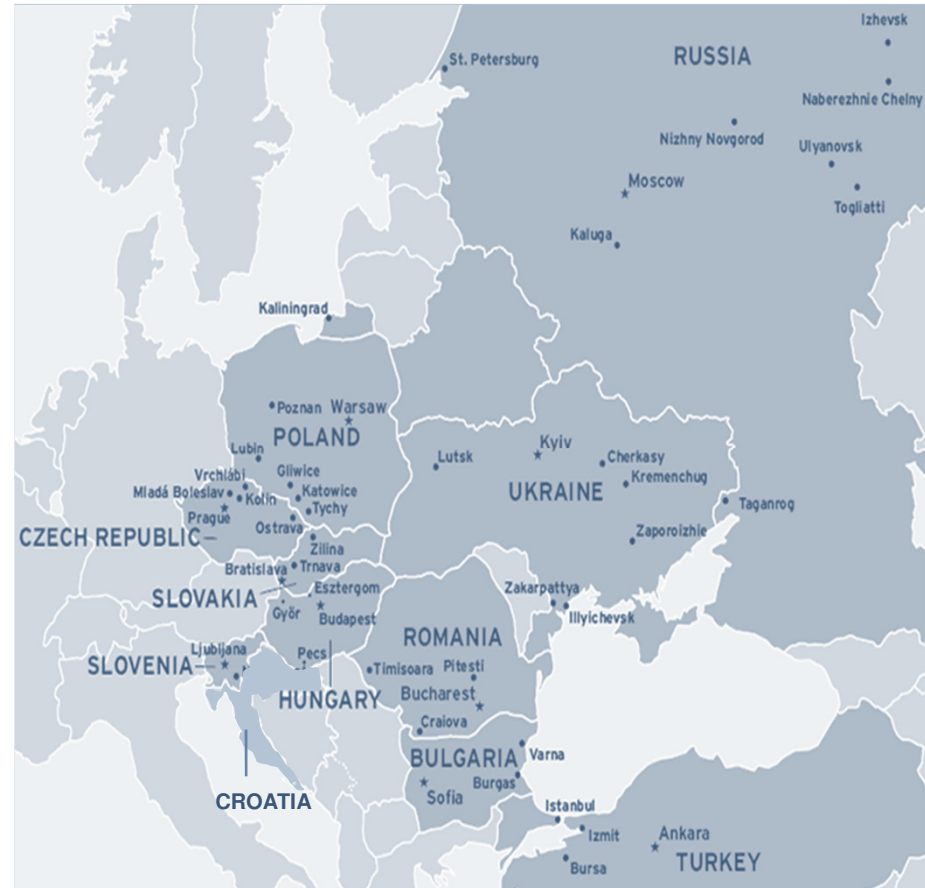 Izhevsk
RUSSIA
St. Petersburg
Naberezhnie Chelny
Nizhny Novgorod
Ulyanovsk
Moscow
Togliatti
Kaluga
Kaliningrad
Poznan
Warsaw
POLAND
Lubin
Kyiv
Lutsk
Cherkasy
Vrchlábi
Gliwice
Kremenchug
Mladá Boleslav
Kolin
Katowice
UKRAINE
Tychy
Taganrog
Prague
Ostrava
CZECH REPUBLIC
Zaporoizhie
Zilina
Bratislava
Trnava
SLOVAKIA
Esztergom
Zakarpattya
Györ
Budapest
Illyichevsk
ROMANIA
Ljubijana
Pecs
SLOVENIA
Timisoara
Pitesti
HUNGARY
Bucharest
Craiova
BULGARIA
Varna
Burgas
Sofia
CROATIA
Istanbul
Izmit
Ankara
Bursa
TURKEY